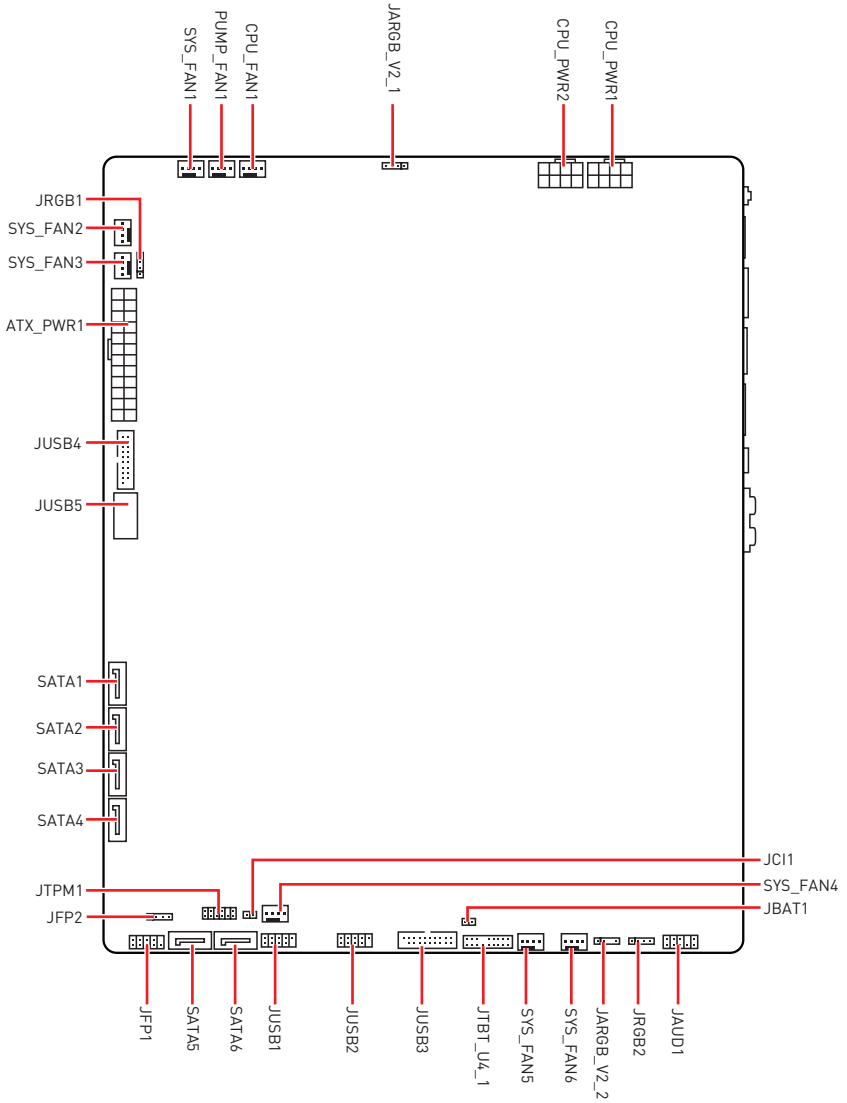 SYS_FAN1
PUMP_FAN1
CPU_FAN1
JARGB_V2_1
CPU_PWR2
CPU_PWR1
JRGB1
SYS_FAN2
SYS_FAN3
ATX_PWR1
JUSB4
JUSB5
SATA1
SATA2
SATA3
SATA4
JCI1
SYS_FAN4
JBAT1
JTPM1
JFP2
JFP1
SATA5
SATA6
JUSB1
JUSB2
JUSB3
JTBT_U4_1
SYS_FAN5
SYS_FAN6
JARGB_V2_2
JRGB2
JAUD1